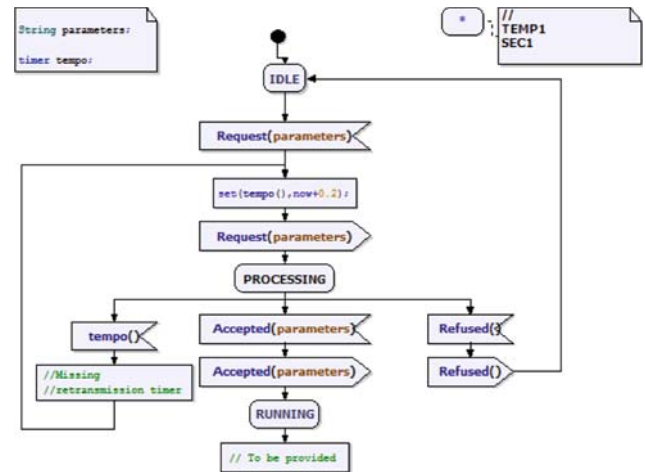 String parameters;
timer tempo;
*
//
TEMP1
SEC1
IDLE
Request(parameters)
set(tempo(),now+0.2);
Request(parameters)
PROCESSING
tempo()
Accepted(parameters)
Refused()
//Missing
//retransmission timer
Accepted(parameters)
Refused()
RUNNING
// To be provided